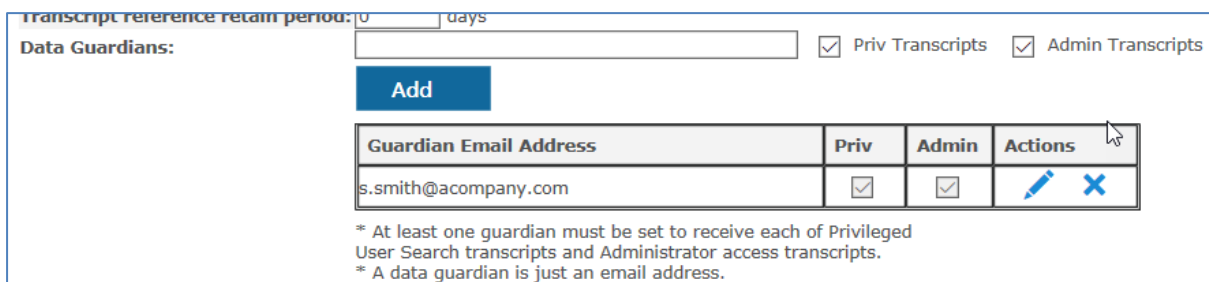 Transcript reference retain period: 0 days
Data Guardians: Priv Transcripts Admin Transcripts
Add
Guardian Email Address Priv Admin Actions
s.smith@acompany.com
* At least one guardian must be set to receive each of Privileged
User Search transcripts and Administrator access transcripts.
* A data guardian is just an email address.